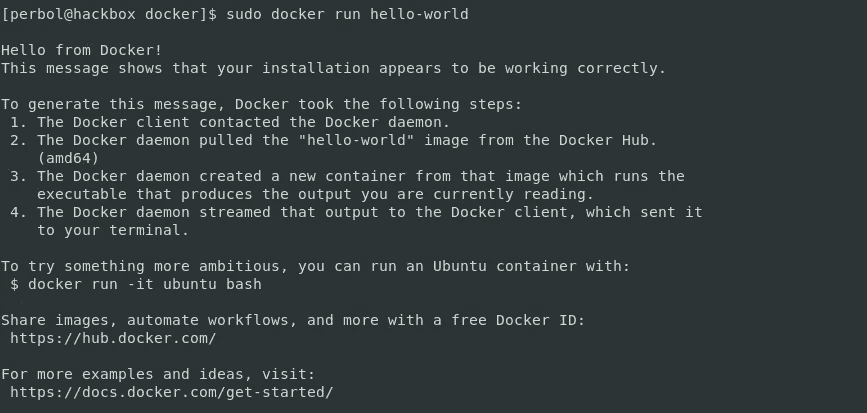 [perbol@hackbox docker]$ sudo docker run hello-world
Hello from Docker!
This message shows that your installation appears to be working correctly.
To generate this message, Docker took the following steps:
1. The Docker client contacted the Docker daemon.
2. The Docker daemon pulled the "hello-world" image from the Docker Hub.
(amd64)
3. The Docker daemon created a new container from that image which runs the
executable that produces the output you are currently reading.
4. The Docker daemon streamed that output to the Docker client, which sent it
to your terminal.
To try something more ambitious, you can run an Ubuntu container with:
$ docker run -it ubuntu bash
Share images, automate workflows, and more with a free Docker ID:
https://hub.docker.com/
For more examples and ideas, visit:
https://docs.docker.com/get-started/